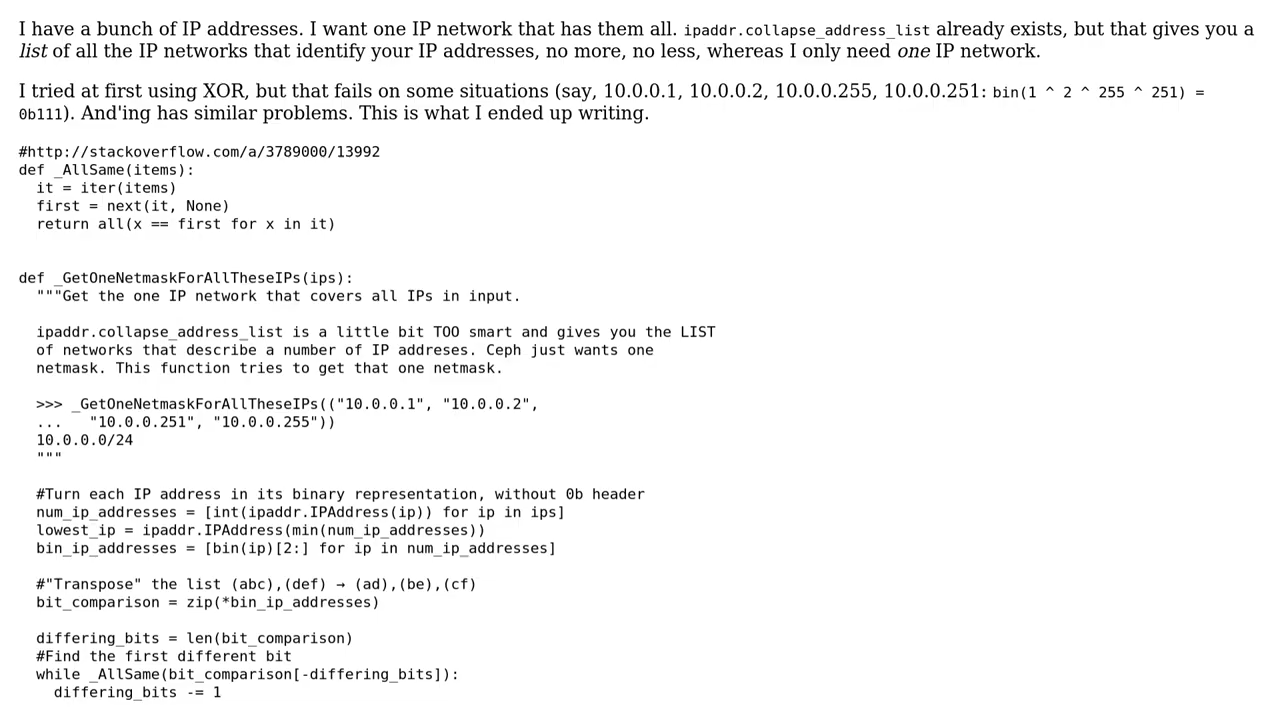 I have a bunch of IP addresses. I want one IP network that has them all. ipaddr.collapse_address_list already exists, but that gives you a
list of all the IP networks that identify your IP addresses, no more, no less, whereas I only need one IP network.
I tried at first using XOR, but that fails on some situations (say, 10.0.0.1, 10.0.0.2, 10.0.0.255, 10.0.0.251: bin(1 ^ 2 ^ 255 ^ 251) =
0b111). And'ing has similar problems. This is what I ended up writing.
#http://stackoverflow.com/a/3789000/13992
def _AllSame(items):
  it = iter(items)
  first = next(it, None)
  return all(x == first for x in it)
def _GetOneNetmaskForAllTheseIPs(ips):
  """Get the one IP network that covers all IPs in input.
  ipaddr.collapse_address_list is a little bit TOO smart and gives you the LIST
  of networks that describe a number of IP addreses. Ceph just wants one
  netmask. This function tries to get that one netmask.
  >>> _GetOneNetmaskForAllTheseIPs(("10.0.0.1", "10.0.0.2",
  ...   "10.0.0.251", "10.0.0.255"))
  10.0.0.0/24
  """
  #Turn each IP address in its binary representation, without 0b header
  num_ip_addresses = [int(ipaddr.IPAddress(ip)) for ip in ips]
  lowest_ip = ipaddr.IPAddress(min(num_ip_addresses))
  bin_ip_addresses = [bin(ip)[2:] for ip in num_ip_addresses]
  #"Transpose" the list (abc),(def) → (ad),(be),(cf)
  bit_comparison = zip(*bin_ip_addresses)
  differing_bits = len(bit_comparison)
  #Find the first different bit
  while _AllSame(bit_comparison[-differing_bits]):
    differing_bits -= 1